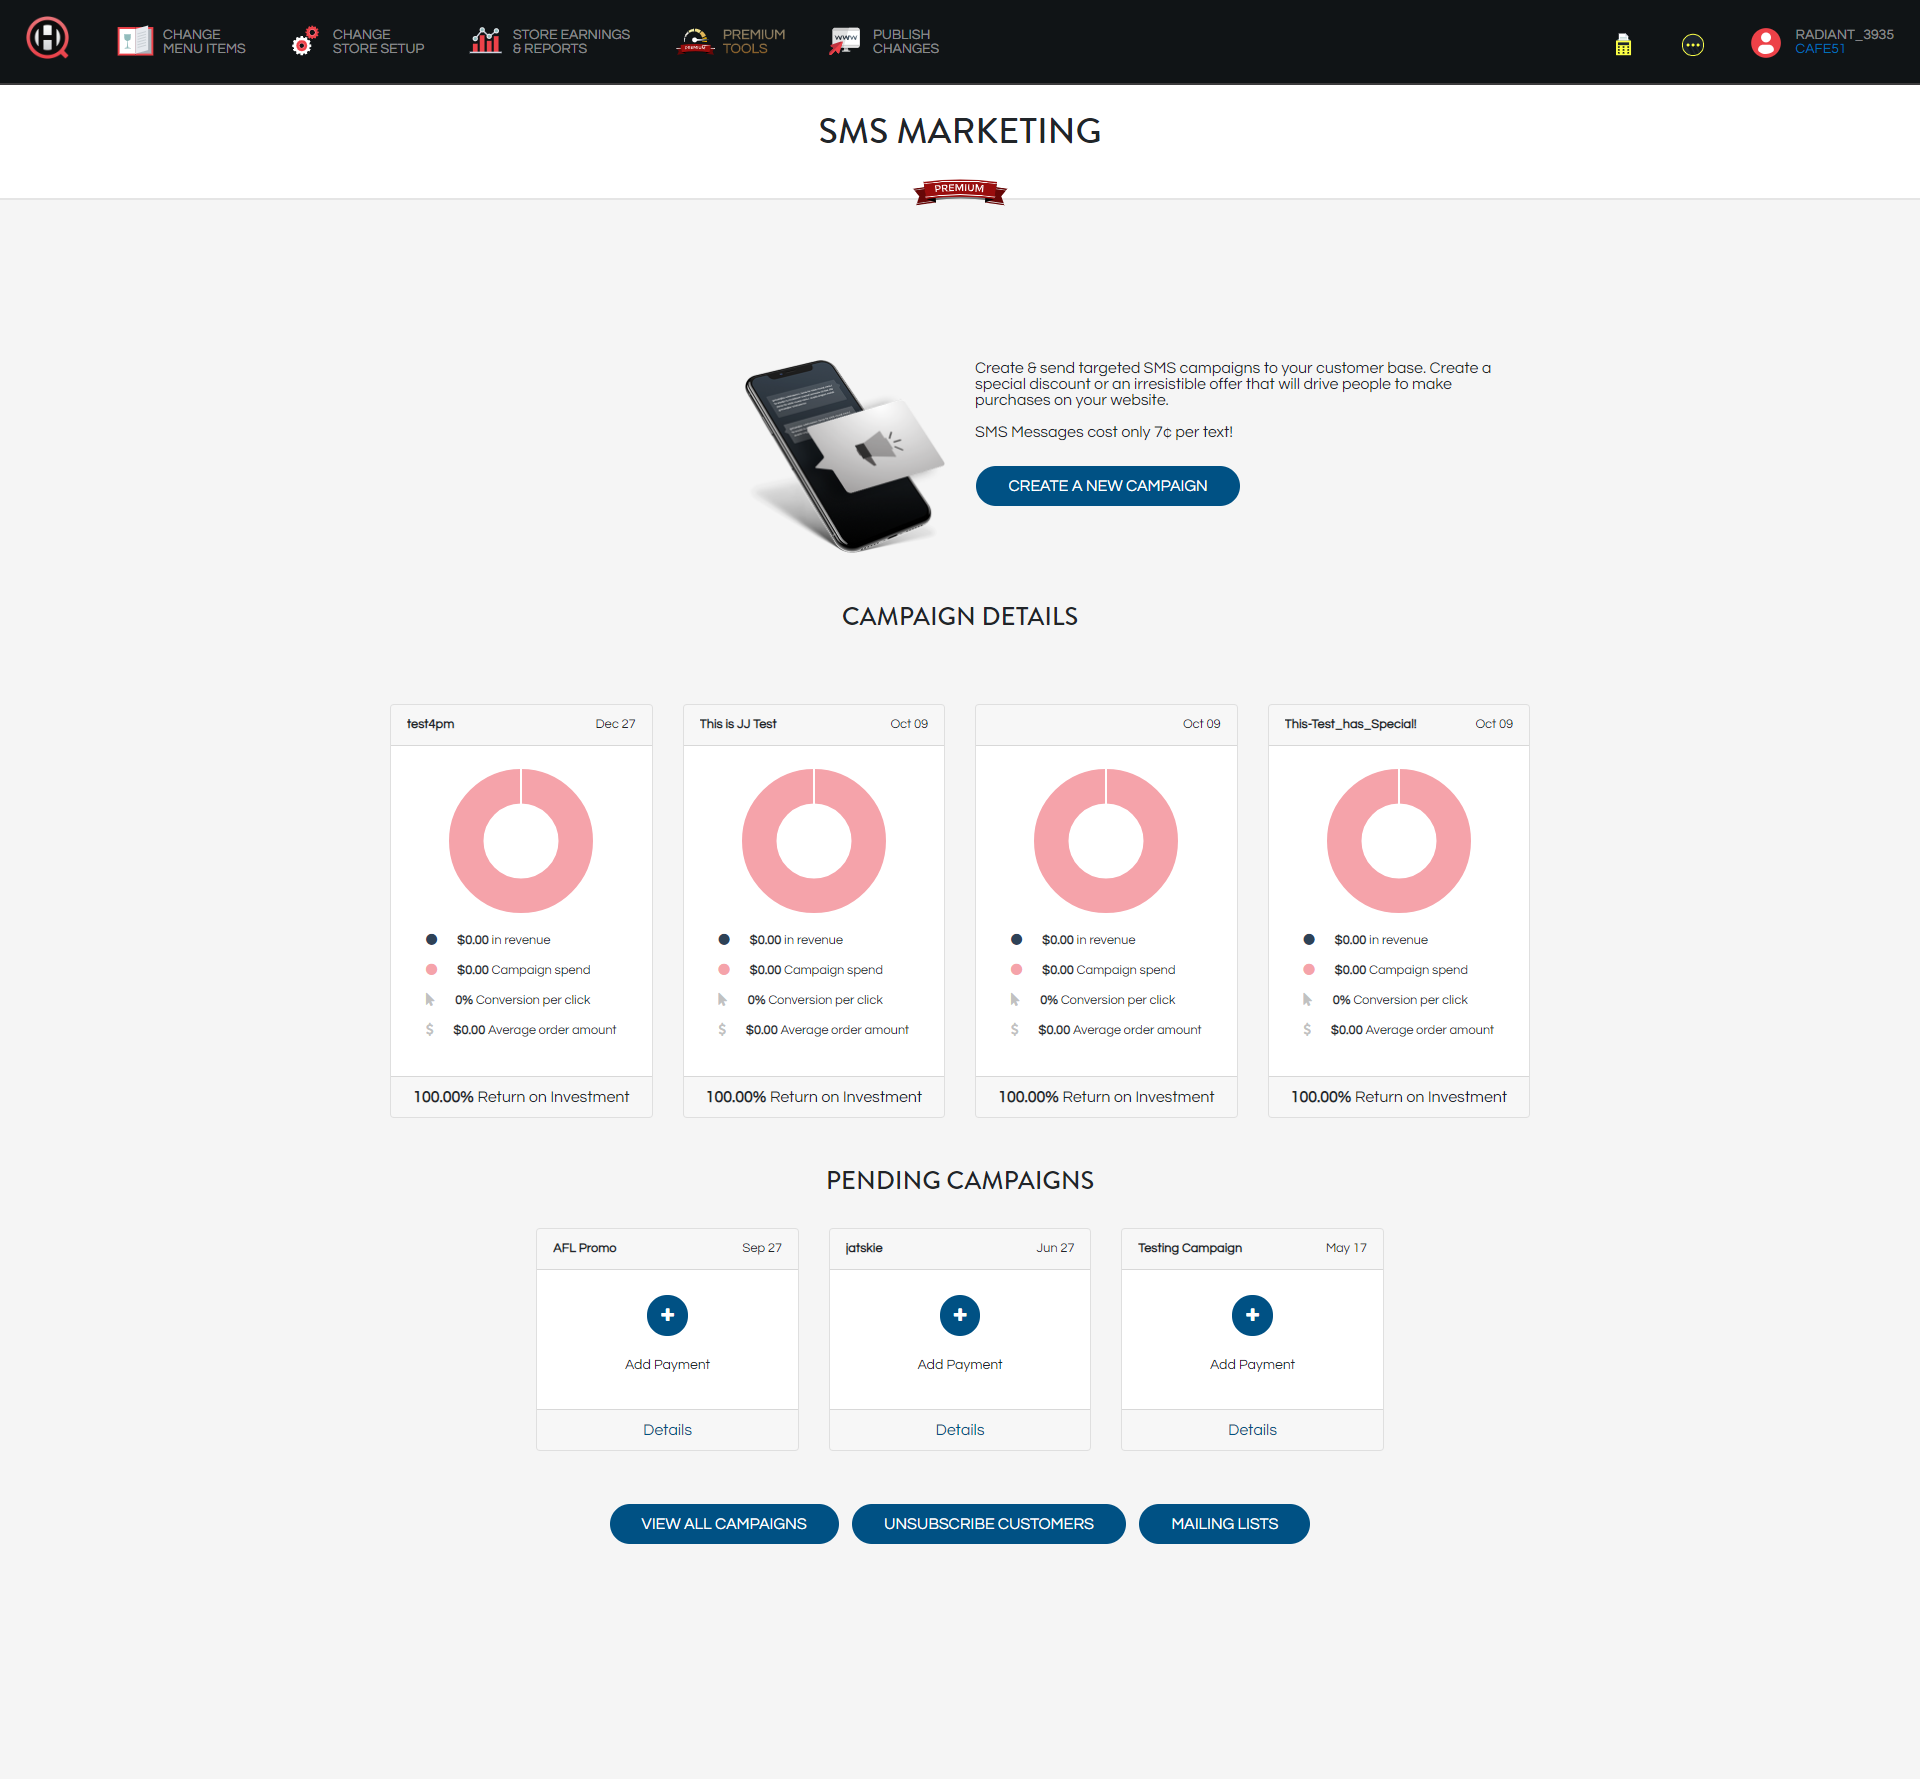 CHANGE
MENU ITEMS
CHANGE
STORE SETUP
STORE EARNINGS
& REPORTS
PREMIUM
PREMIUM
TOOLS
WWW
PUBLISH
CHANGES
RADIANT_3935
CAFE51
SMS MARKETING
PREMIUM
Create & send targeted SMS campaigns to your customer base. Create a
special discount or an irresistible offer that will drive people to make
purchases on your website.
SMS Messages cost only 7¢ per text!
CREATE A NEW CAMPAIGN
CAMPAIGN DETAILS
test4pm Dec 27
$0.00 in revenue
$0.00 Campaign spend
0% Conversion per click
$0.00 Average order amount
100.00% Return on Investment
This is JJ Test Oct 09
$0.00 in revenue
$0.00 Campaign spend
0% Conversion per click
$0.00 Average order amount
100.00% Return on Investment
Oct 09
$0.00 in revenue
$0.00 Campaign spend
0% Conversion per click
$0.00 Average order amount
100.00% Return on Investment
This-Test_has_Special! Oct 09
$0.00 in revenue
$0.00 Campaign spend
0% Conversion per click
$0.00 Average order amount
100.00% Return on Investment
PENDING CAMPAIGNS
AFL Promo Sep 27
Add Payment
Details
jatskie Jun 27
Add Payment
Details
Testing Campaign May 17
Add Payment
Details
VIEW ALL CAMPAIGNS
UNSUBSCRIBE CUSTOMERS
MAILING LISTS